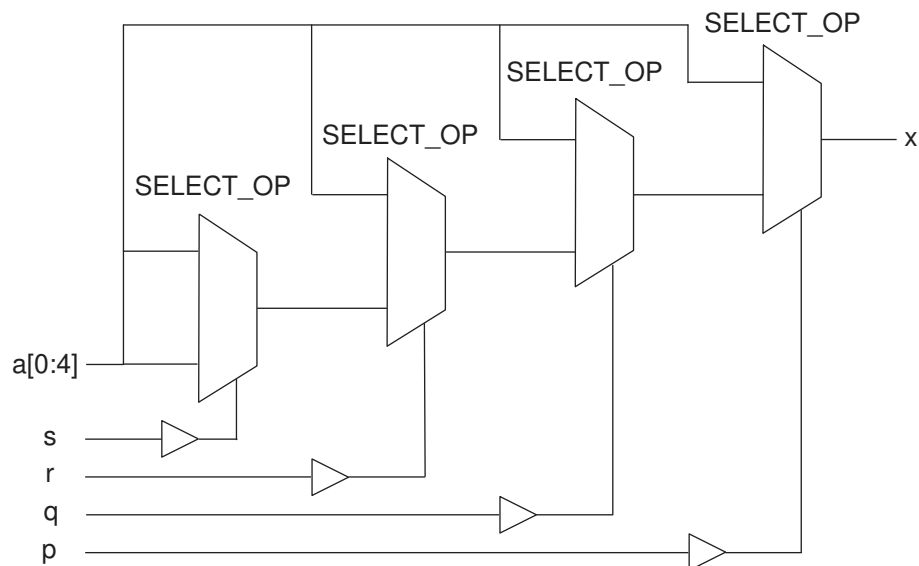 SELECT_OP
SELECT_OP
SELECT_OP
x
SELECT_OP
a[0:4]
s
r
q
p